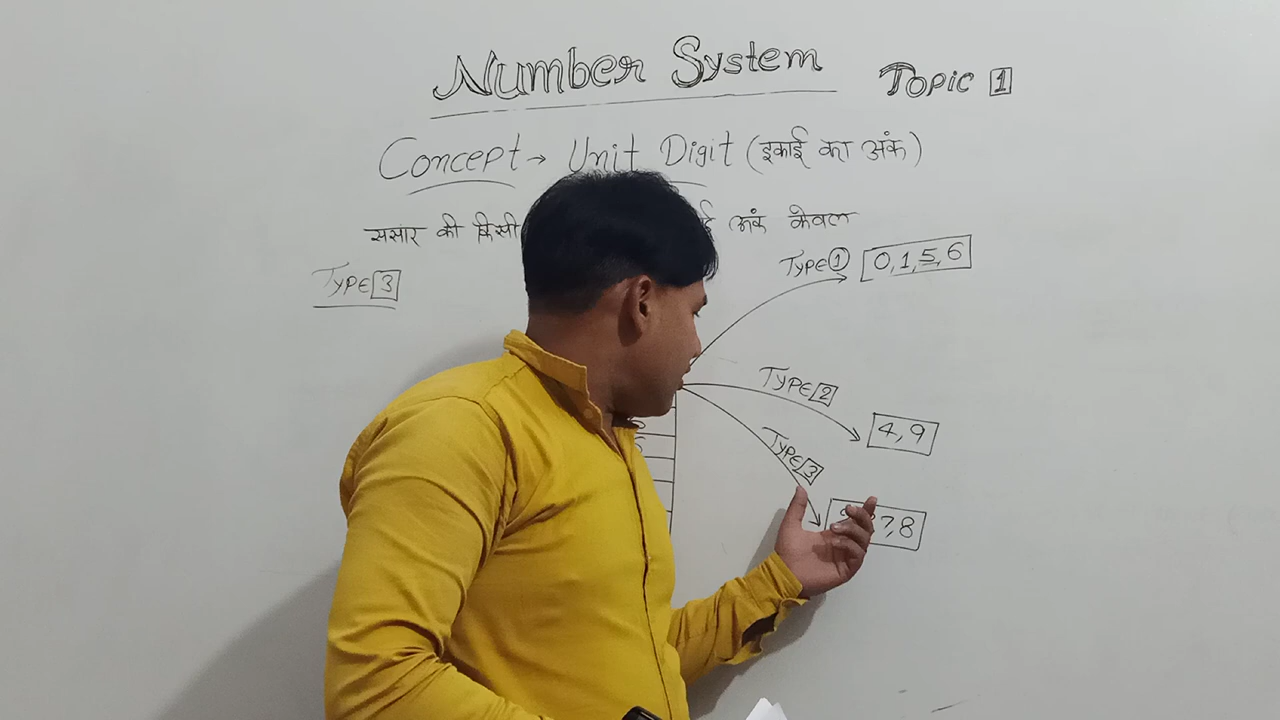 Number System
Topic 1
Concept → Unit Digit (इकाई का अंक)
ससार की किसी अंक केवल
Type 1 0,1,5,6
Type 3
Type 2 4,9
Type 3 7,8